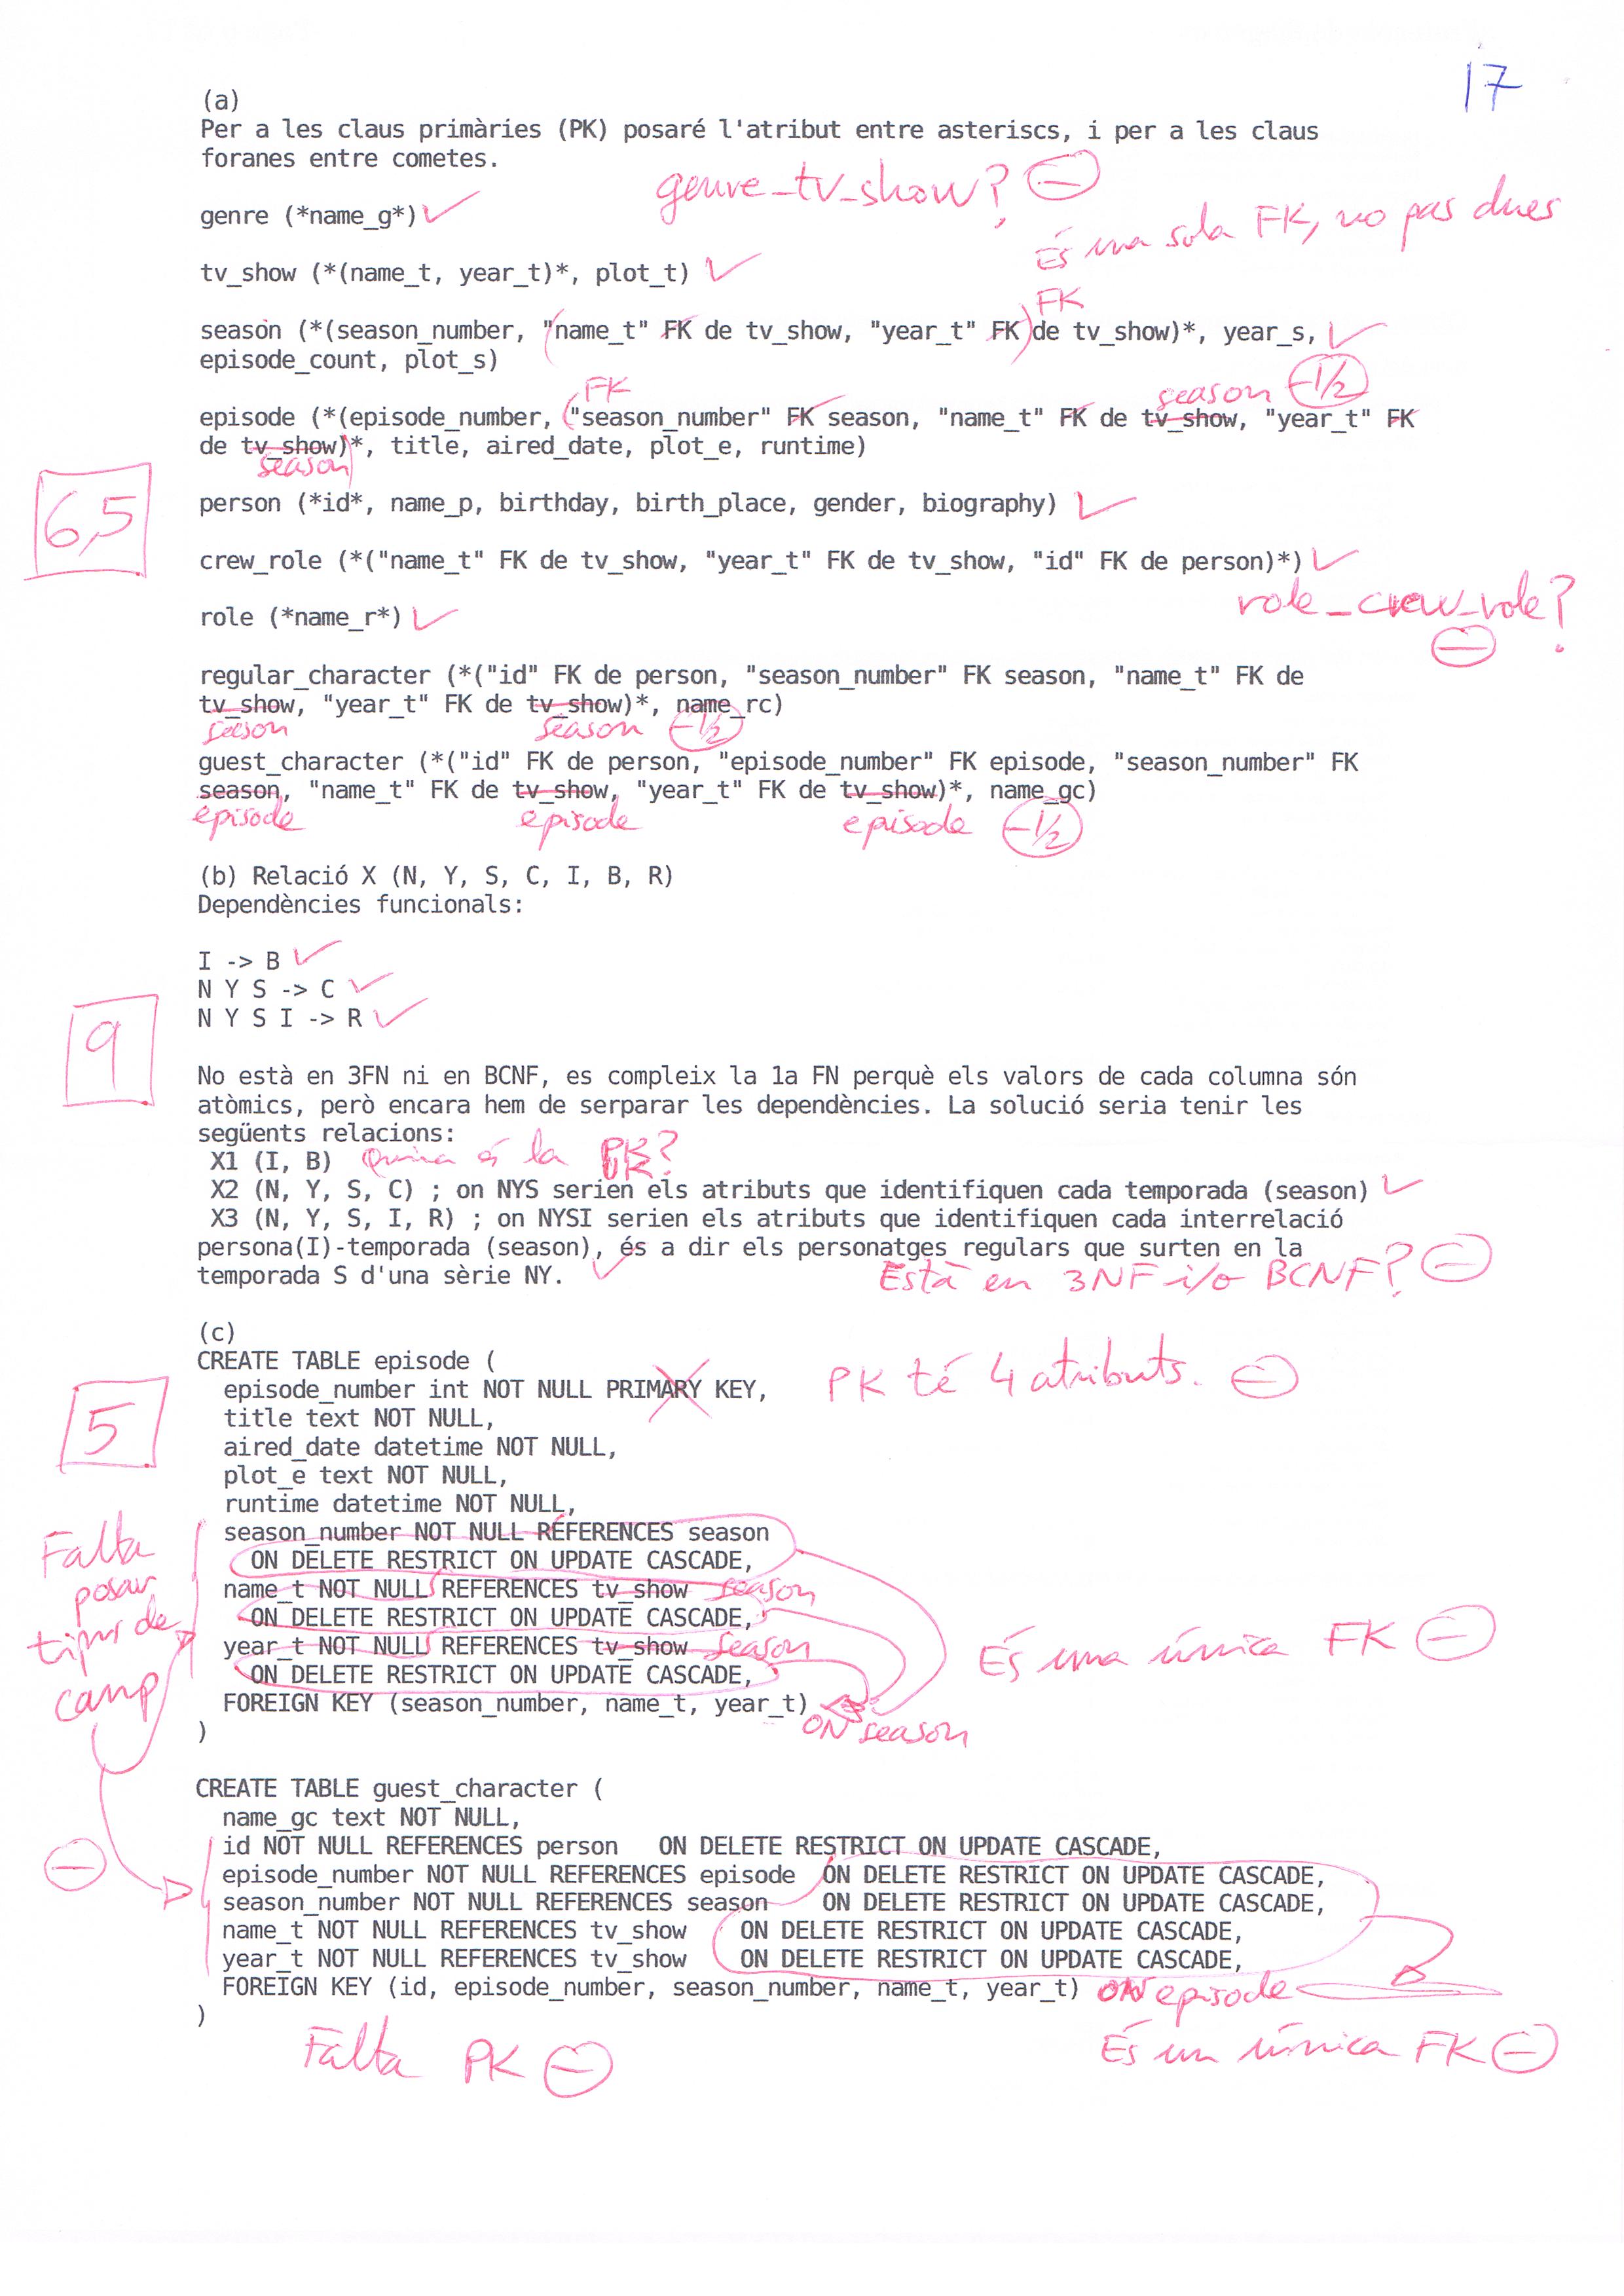 17
(a)
Per a les claus primàries (PK) posaré l'atribut entre asteriscs, i per a les claus
foranes entre cometes.
genre_tv_show? −
genre (*name_g*) ✓
És una sola FK, no pas dues
tv_show (*(name_t, year_t)*, plot_t) ✓
FK
season (*(season_number, "name_t" FK de tv_show, "year_t" FK de tv_show)*, year_s, ✓
episode_count, plot_s)
FK
season −1/2
episode (*(episode_number, "season_number" FK season, "name_t" FK de tv_show, "year_t" FK
de tv_show)*, title, aired_date, plot_e, runtime)
season
6,5
person (*id*, name_p, birthday, birth_place, gender, biography) ✓
crew_role (*("name_t" FK de tv_show, "year_t" FK de tv_show, "id" FK de person)*) ✓
role_crew_role?
−
role (*name_r*) ✓
regular_character (*("id" FK de person, "season_number" FK season, "name_t" FK de
tv_show, "year_t" FK de tv_show)*, name_rc)
season season −1/2
guest_character (*("id" FK de person, "episode_number" FK episode, "season_number" FK
season, "name_t" FK de tv_show, "year_t" FK de tv_show)*, name_gc)
episode episode episode −1/2
(b) Relació X (N, Y, S, C, I, B, R)
Dependències funcionals:
I -> B ✓
N Y S -> C ✓
N Y S I -> R ✓
9
No està en 3FN ni en BCNF, es compleix la 1a FN perquè els valors de cada columna són
atòmics, però encara hem de serparar les dependències. La solució seria tenir les
següents relacions:
X1 (I, B) Quina és la PK?
X2 (N, Y, S, C) ; on NYS serien els atributs que identifiquen cada temporada (season) ✓
X3 (N, Y, S, I, R) ; on NYSI serien els atributs que identifiquen cada interrelació
persona(I)-temporada (season), és a dir els personatges regulars que surten en la
temporada S d'una sèrie NY. ✓
Està en 3NF i/o BCNF? −
(c)
CREATE TABLE episode (
episode_number int NOT NULL PRIMARY KEY,
PK té 4 atributs. −
5
title text NOT NULL,
aired_date datetime NOT NULL,
plot_e text NOT NULL,
runtime datetime NOT NULL,
season_number NOT NULL REFERENCES season
ON DELETE RESTRICT ON UPDATE CASCADE,
name_t NOT NULL REFERENCES tv_show season
ON DELETE RESTRICT ON UPDATE CASCADE,
year_t NOT NULL REFERENCES tv_show season
ON DELETE RESTRICT ON UPDATE CASCADE,
FOREIGN KEY (season_number, name_t, year_t)
ON season
)
Falta
posar
tipus de
camp
És una única FK −
CREATE TABLE guest_character (
name_gc text NOT NULL,
id NOT NULL REFERENCES person ON DELETE RESTRICT ON UPDATE CASCADE,
−
episode_number NOT NULL REFERENCES episode ON DELETE RESTRICT ON UPDATE CASCADE,
season_number NOT NULL REFERENCES season ON DELETE RESTRICT ON UPDATE CASCADE,
name_t NOT NULL REFERENCES tv_show ON DELETE RESTRICT ON UPDATE CASCADE,
year_t NOT NULL REFERENCES tv_show ON DELETE RESTRICT ON UPDATE CASCADE,
FOREIGN KEY (id, episode_number, season_number, name_t, year_t) ON episode
)
Falta PK −
És un única FK −